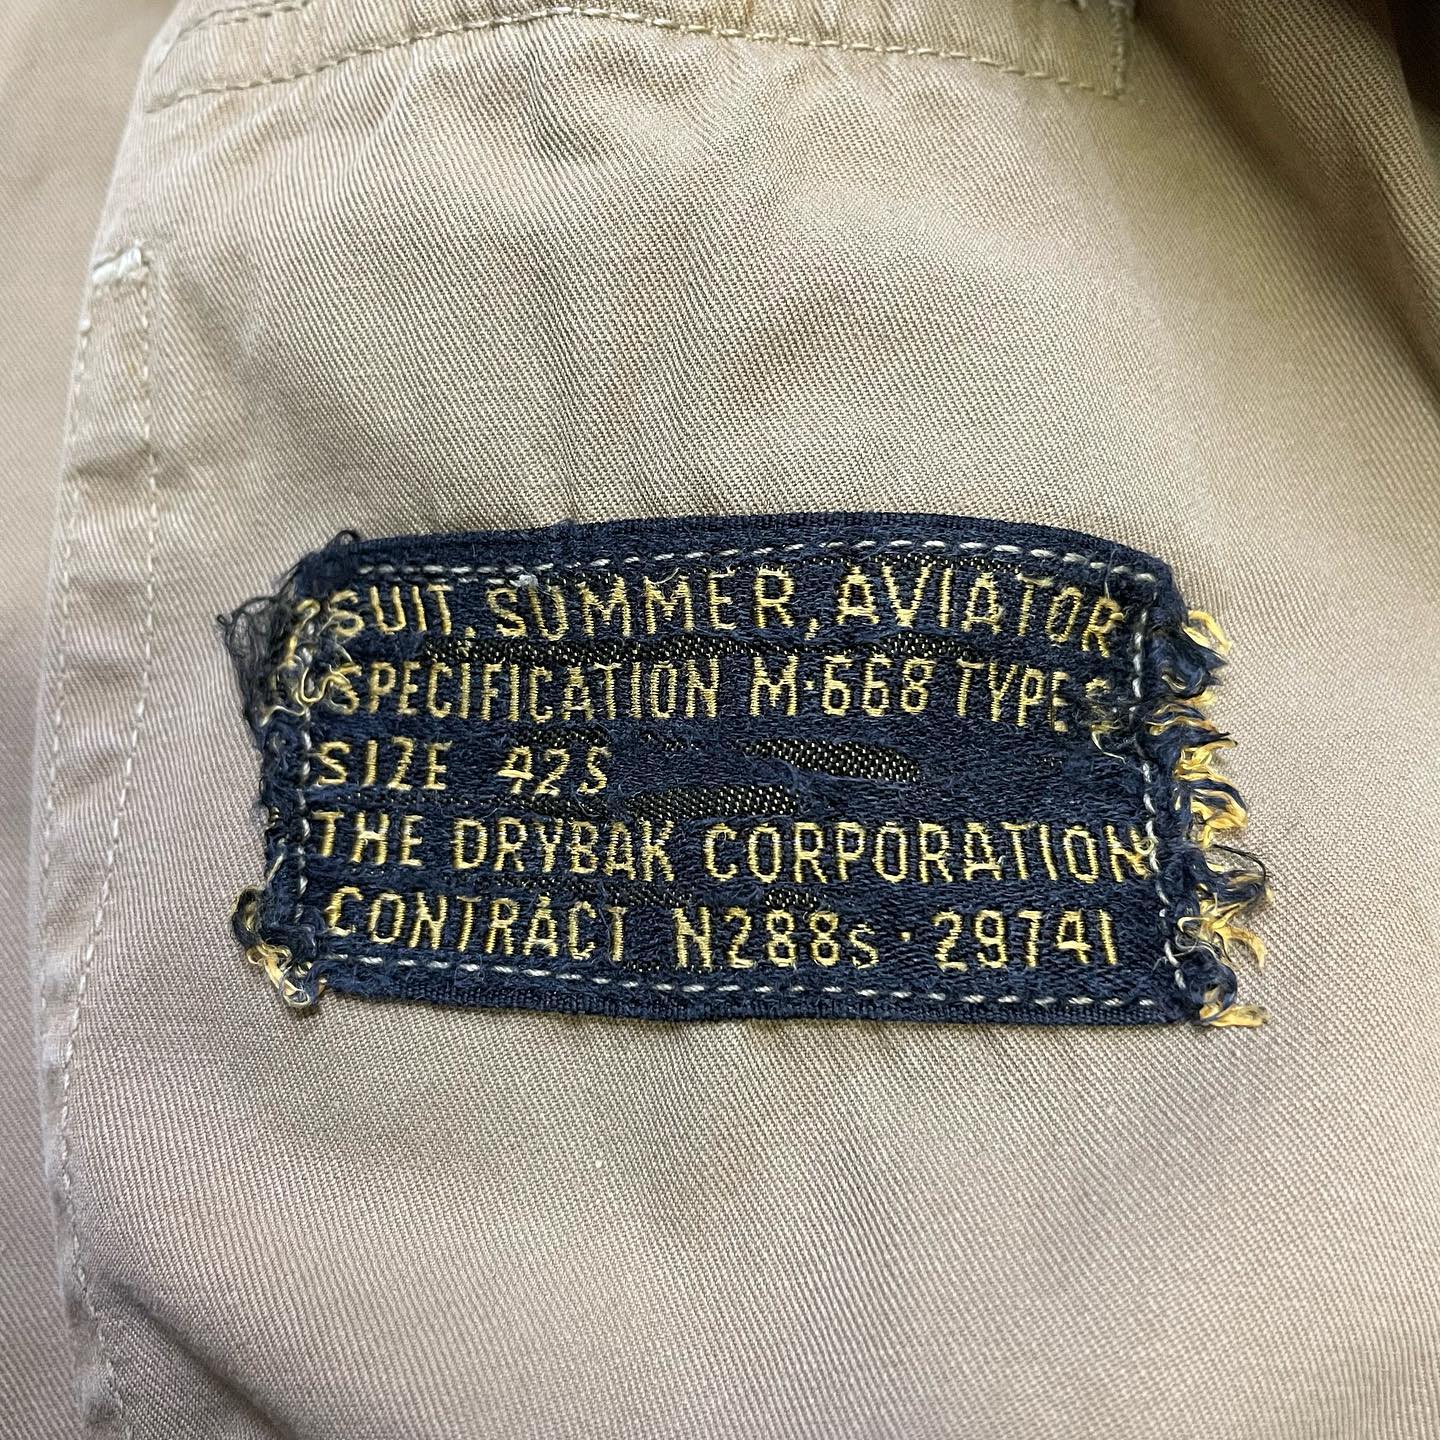 SUIT, SUMMER, AVIATOR
SPECIFICATION M-668 TYPE
SIZE 42S
THE DRYBAK CORPORATION
CONTRACT N288s·29741